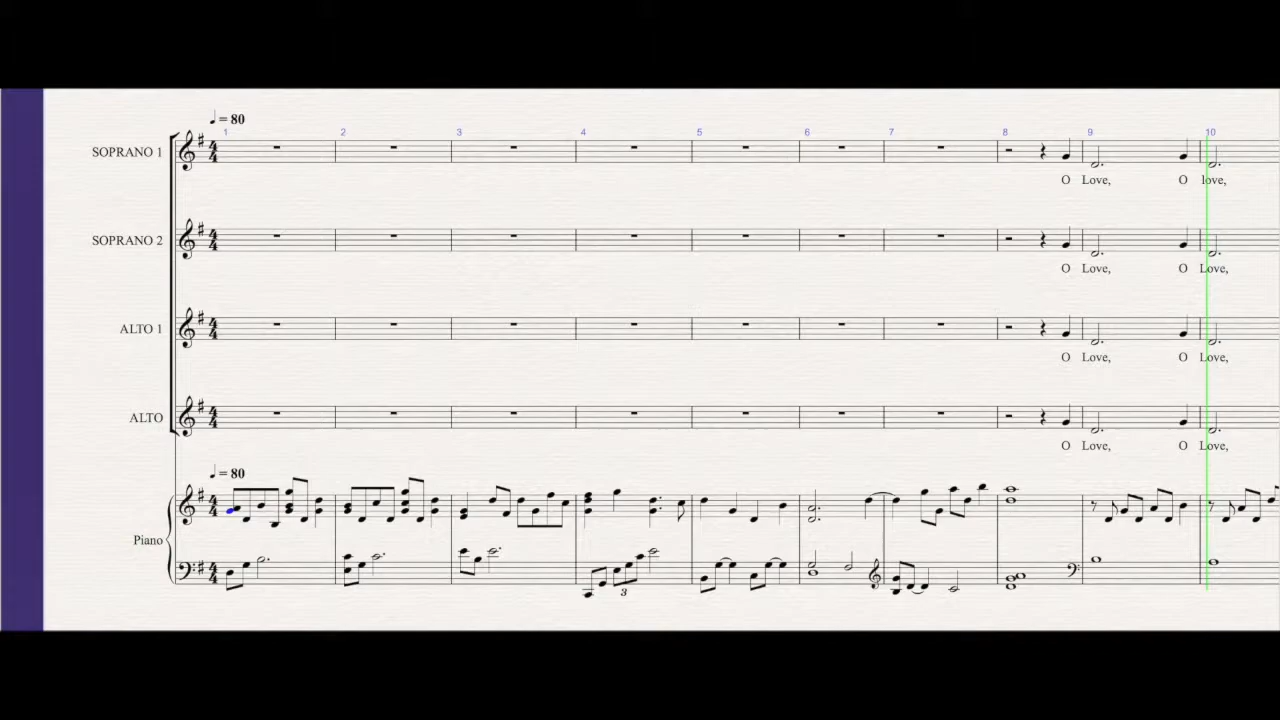 ♩ = 80
1 2 3 4 5 6 7 8 9 10
SOPRANO 1
O Love, O love,
SOPRANO 2
O Love, O Love,
ALTO 1
O Love, O Love,
ALTO
O Love, O Love,
♩ = 80
Piano
3